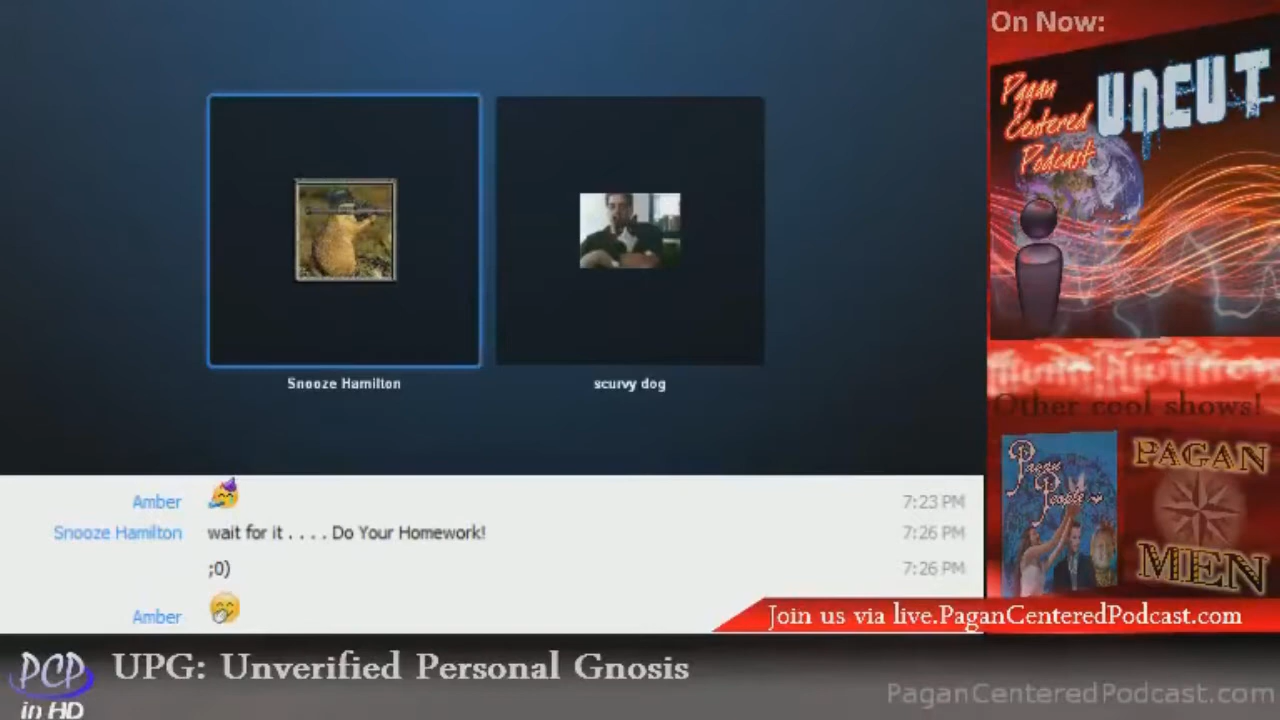 On Now:
Pagan
Centered
Podcast
UNCUT
Snooze Hamilton
scurvy dog
Other cool shows!
Pagan
People
PAGAN
MEN
Amber
7:23 PM
Snooze Hamilton
wait for it . . . . Do Your Homework!
7:26 PM
;0)
7:26 PM
Amber
Join us via live.PaganCenteredPodcast.com
PCP
in HD
UPG: Unverified Personal Gnosis
PaganCenteredPodcast.com